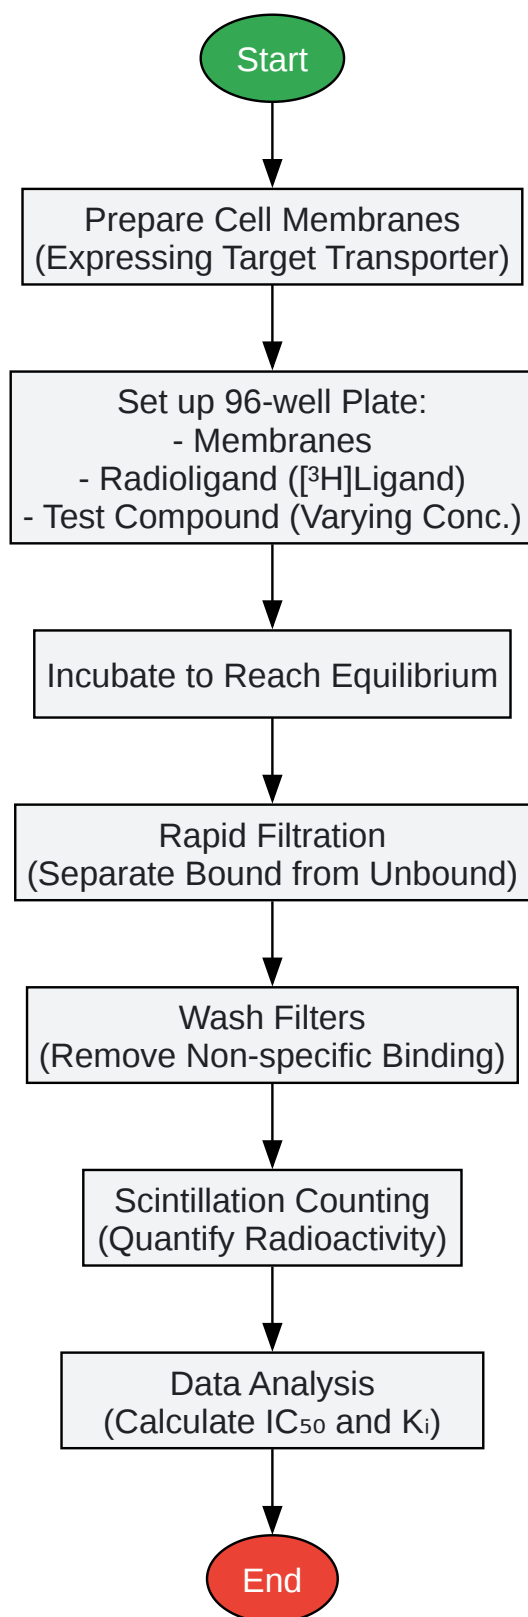 Start
Prepare Cell Membranes
(Expressing Target Transporter)
Set up 96-well Plate:
- Membranes
- Radioligand ([³H]Ligand)
- Test Compound (Varying Conc.)
Incubate to Reach Equilibrium
Rapid Filtration
(Separate Bound from Unbound)
Wash Filters
(Remove Non-specific Binding)
Scintillation Counting
(Quantify Radioactivity)
Data Analysis
(Calculate IC₅₀ and Kᵢ)
End